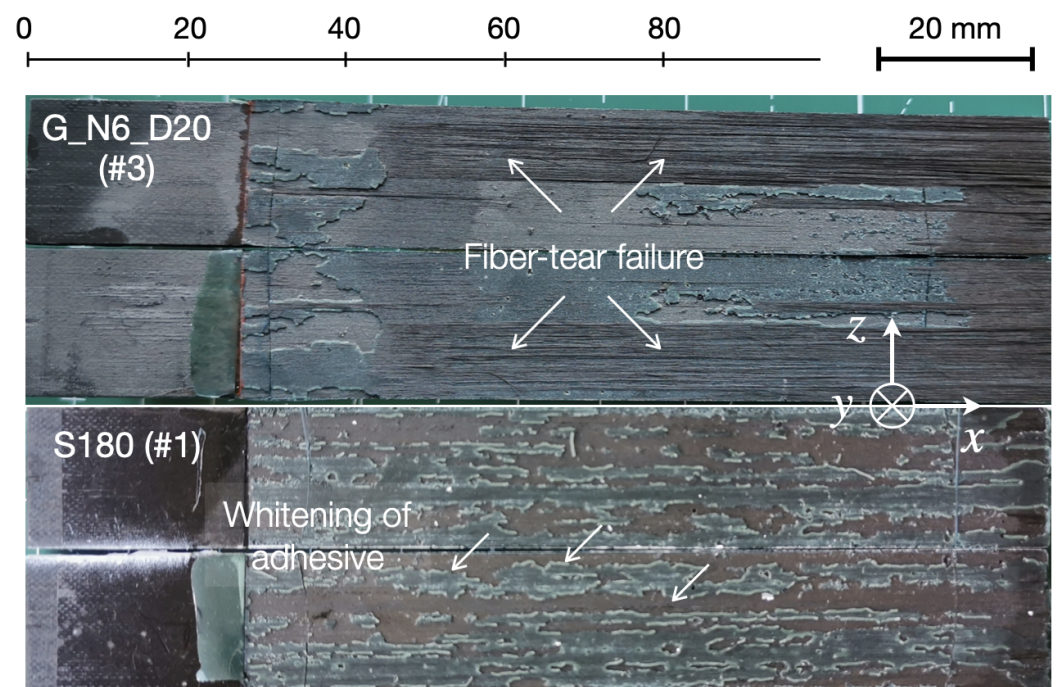 0 20 40 60 80 20 mm
G_N6_D20
(#3)
Fiber-tear failure
z
y
x
S180 (#1)
Whitening of
adhesive